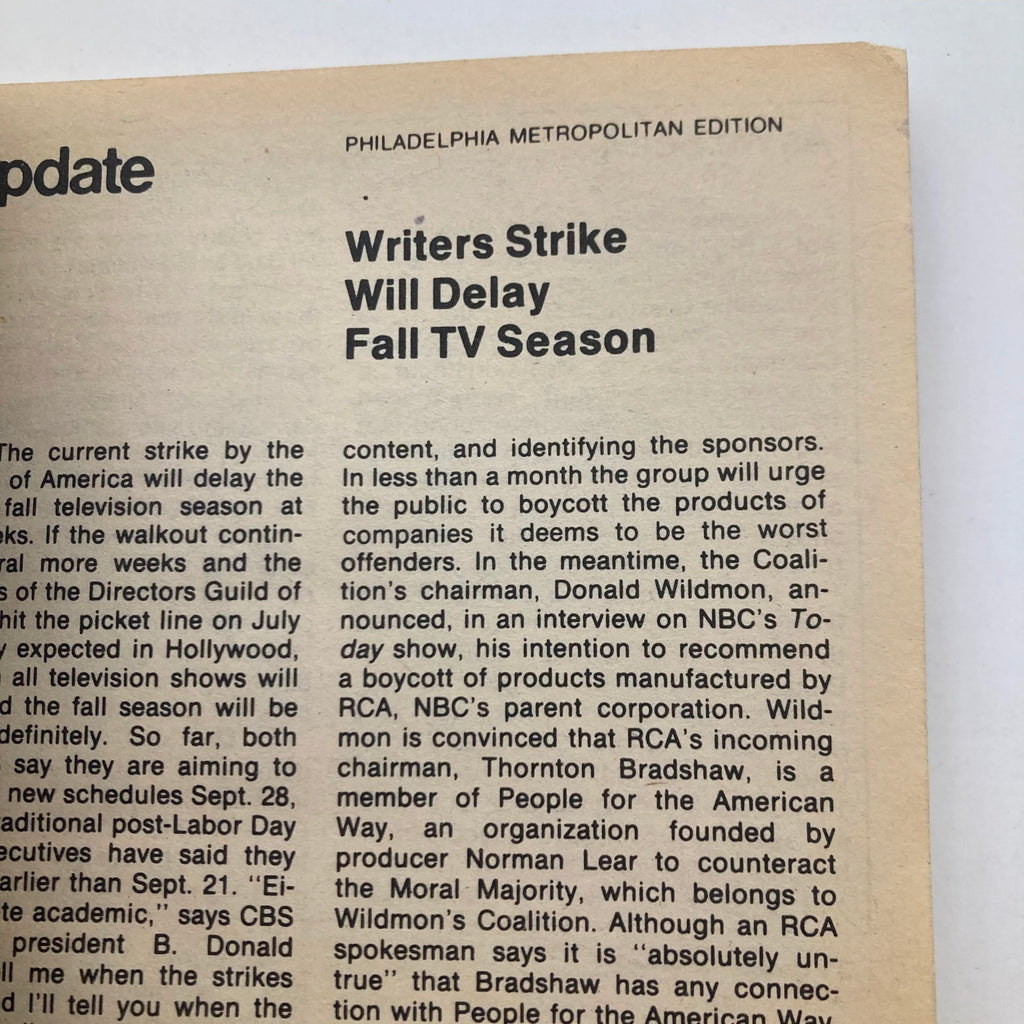 PHILADELPHIA METROPOLITAN EDITION
pdate
Writers Strike
Will Delay
Fall TV Season
The current strike by the
of America will delay the
fall television season at
eks. If the walkout contin-
ral more weeks and the
s of the Directors Guild of
hit the picket line on July
y expected in Hollywood,
all television shows will
d the fall season will be
definitely. So far, both
say they are aiming to
new schedules Sept. 28,
raditional post-Labor Day
ecutives have said they
arlier than Sept. 21. "Ei-
te academic," says CBS
president B. Donald
ll me when the strikes
d I'll tell you when the
content, and identifying the sponsors.
In less than a month the group will urge
the public to boycott the products of
companies it deems to be the worst
offenders. In the meantime, the Coali-
tion's chairman, Donald Wildmon, an-
nounced, in an interview on NBC's To-
day show, his intention to recommend
a boycott of products manufactured by
RCA, NBC's parent corporation. Wild-
mon is convinced that RCA's incoming
chairman, Thornton Bradshaw, is a
member of People for the American
Way, an organization founded by
producer Norman Lear to counteract
the Moral Majority, which belongs to
Wildmon's Coalition. Although an RCA
spokesman says it is "absolutely un-
true" that Bradshaw has any connec-
tion with People for the American Way,